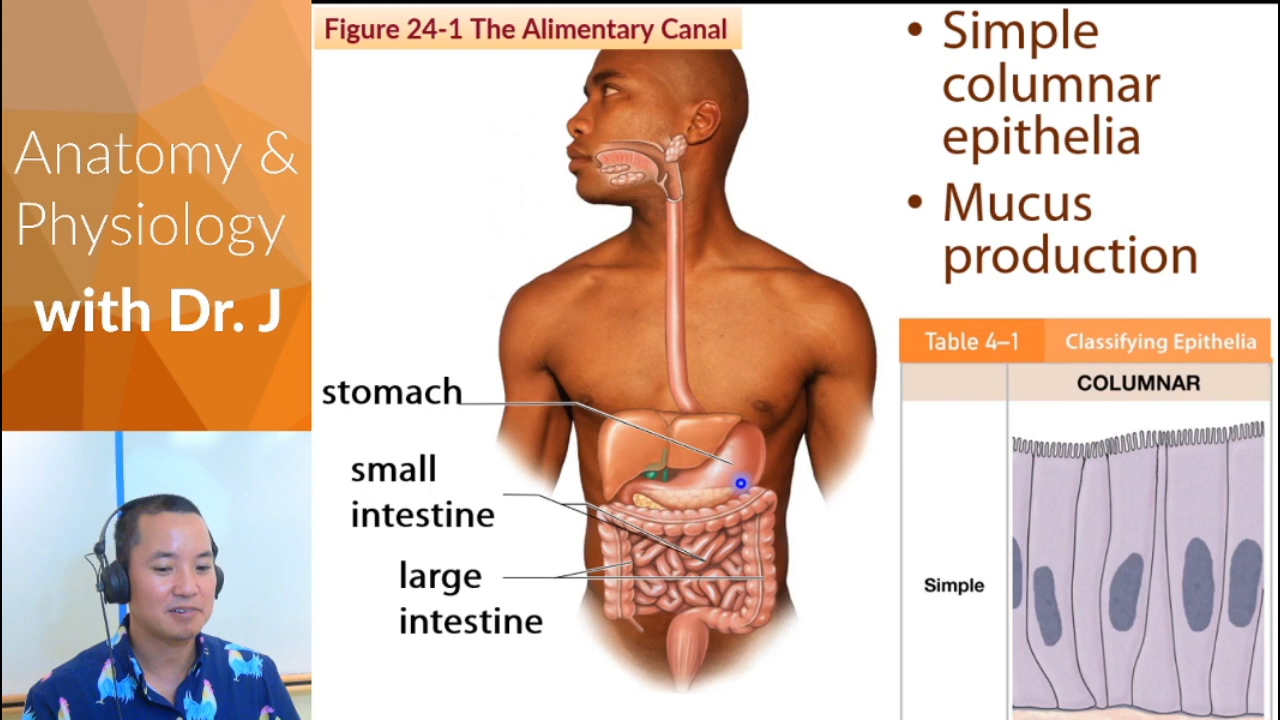 Anatomy &
Physiology
with Dr. J
Figure 24-1 The Alimentary Canal
stomach
small
intestine
large
intestine
• Simple
columnar
epithelia
• Mucus
production
Table 4–1 Classifying Epithelia
COLUMNAR
Simple